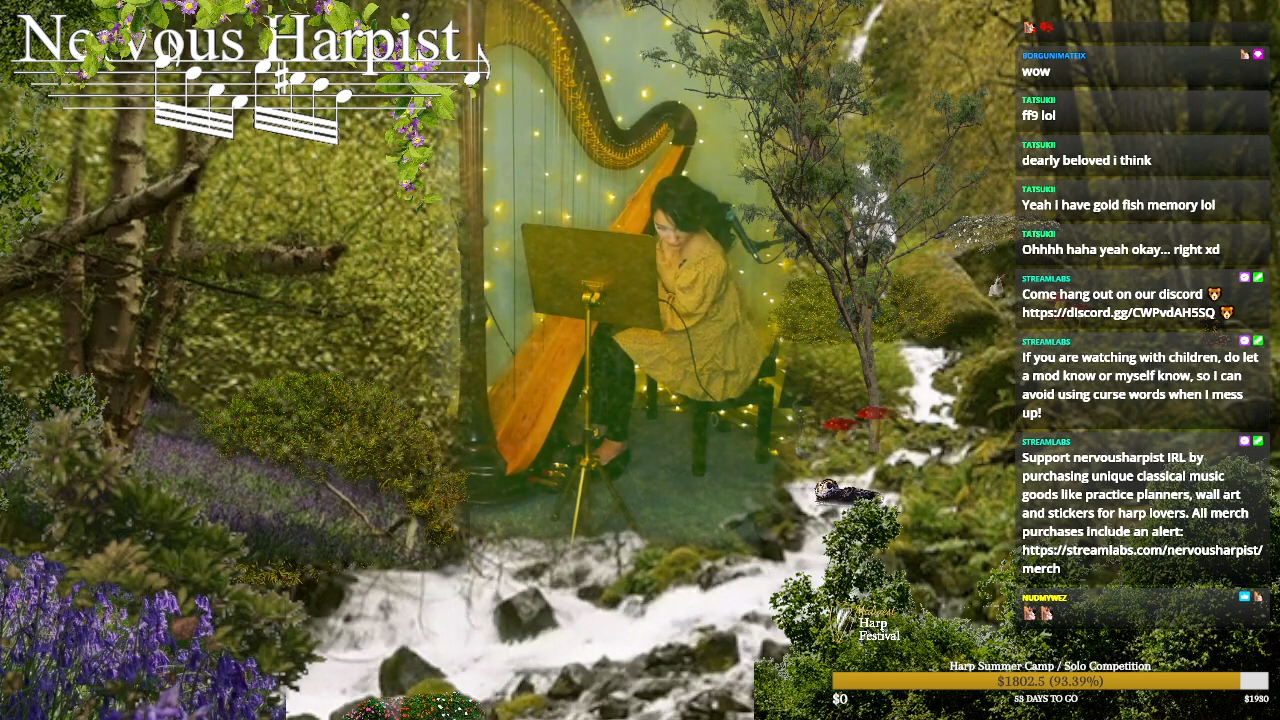 Nervous Harpist
BORGUNIMATEIX
wow
TATSUKII
ff9 lol
TATSUKII
dearly beloved i think
TATSUKII
Yeah I have gold fish memory lol
TATSUKII
Ohhhh haha yeah okay... right xd
STREAMLABS
Come hang out on our discord
https://discord.gg/CWPvdAH5SQ
STREAMLABS
If you are watching with children, do let
a mod know or myself know, so I can
avoid using curse words when I mess
up!
STREAMLABS
Support nervousharpist IRL by
purchasing unique classical music
goods like practice planners, wall art
and stickers for harp lovers. All merch
purchases include an alert:
https://streamlabs.com/nervousharpist/
merch
NUDMYWEZ
Midwest
Harp
Festival
Harp Summer Camp / Solo Competition
$1802.5 (93.39%)
$0 53 DAYS TO GO $1930